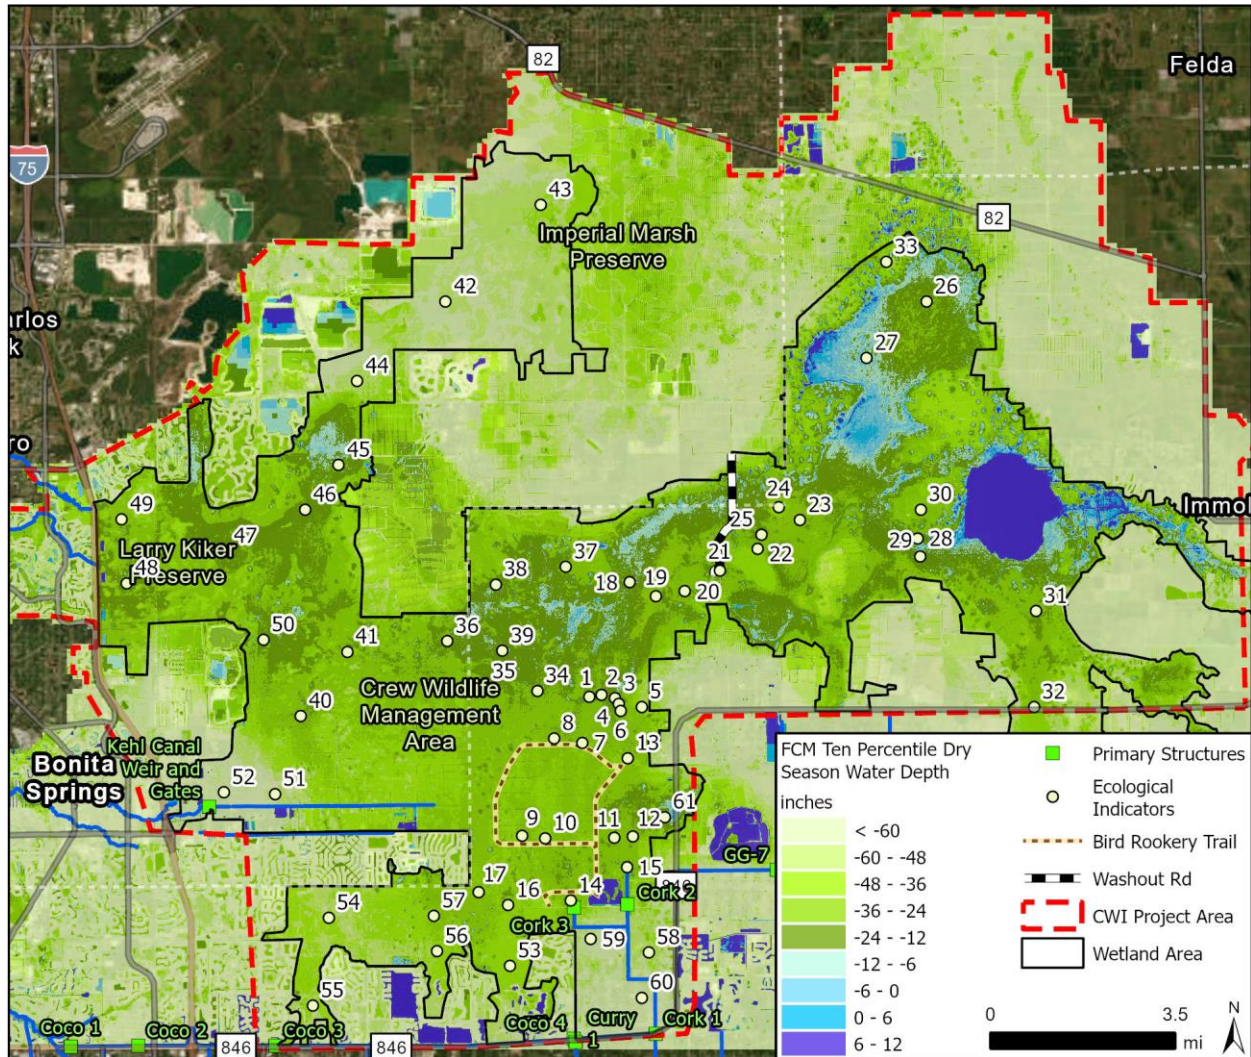 82
Felda
75
43
Imperial Marsh
Preserve
82
33
42
26
arlos
k
27
44
ro
45
46
49
47
24
23
30
Immol
25
Larry Kiker
Preserve
37
22
29
28
48
38
18
19
21
20
31
50
41
36
39
35
34
1
2
3
5
32
40
Crew Wildlife
Management
Area
4
6
8
7
13
Kehl Canal
Weir and
Gates
Bonita
Springs
52
51
61
9
10
11
12
15
GG-7
17
16
14
846
Cork 2
54
57
Cork 3
56
53
59
58
55
60
Coco 1
Coco 2
Coco 3
Coco 4
Curry
1
Cork 1
846
846
FCM Ten Percentile Dry
Season Water Depth
inches
< -60
-60 - -48
-48 - -36
-36 - -24
-24 - -12
-12 - -6
-6 - 0
0 - 6
6 - 12
Primary Structures
Ecological
Indicators
Bird Rookery Trail
Washout Rd
CWI Project Area
Wetland Area
0
3.5
mi
N